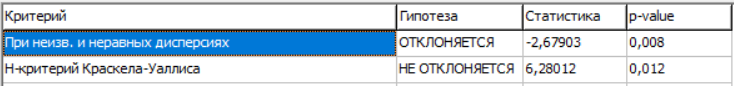 Критерий Гипотеза Статистика p-value
При неизв. и неравных дисперсиях ОТКЛОНЯЕТСЯ -2,67903 0,008
Н-критерий Краскела-Уаллиса НЕ ОТКЛОНЯЕТСЯ 6,28012 0,012